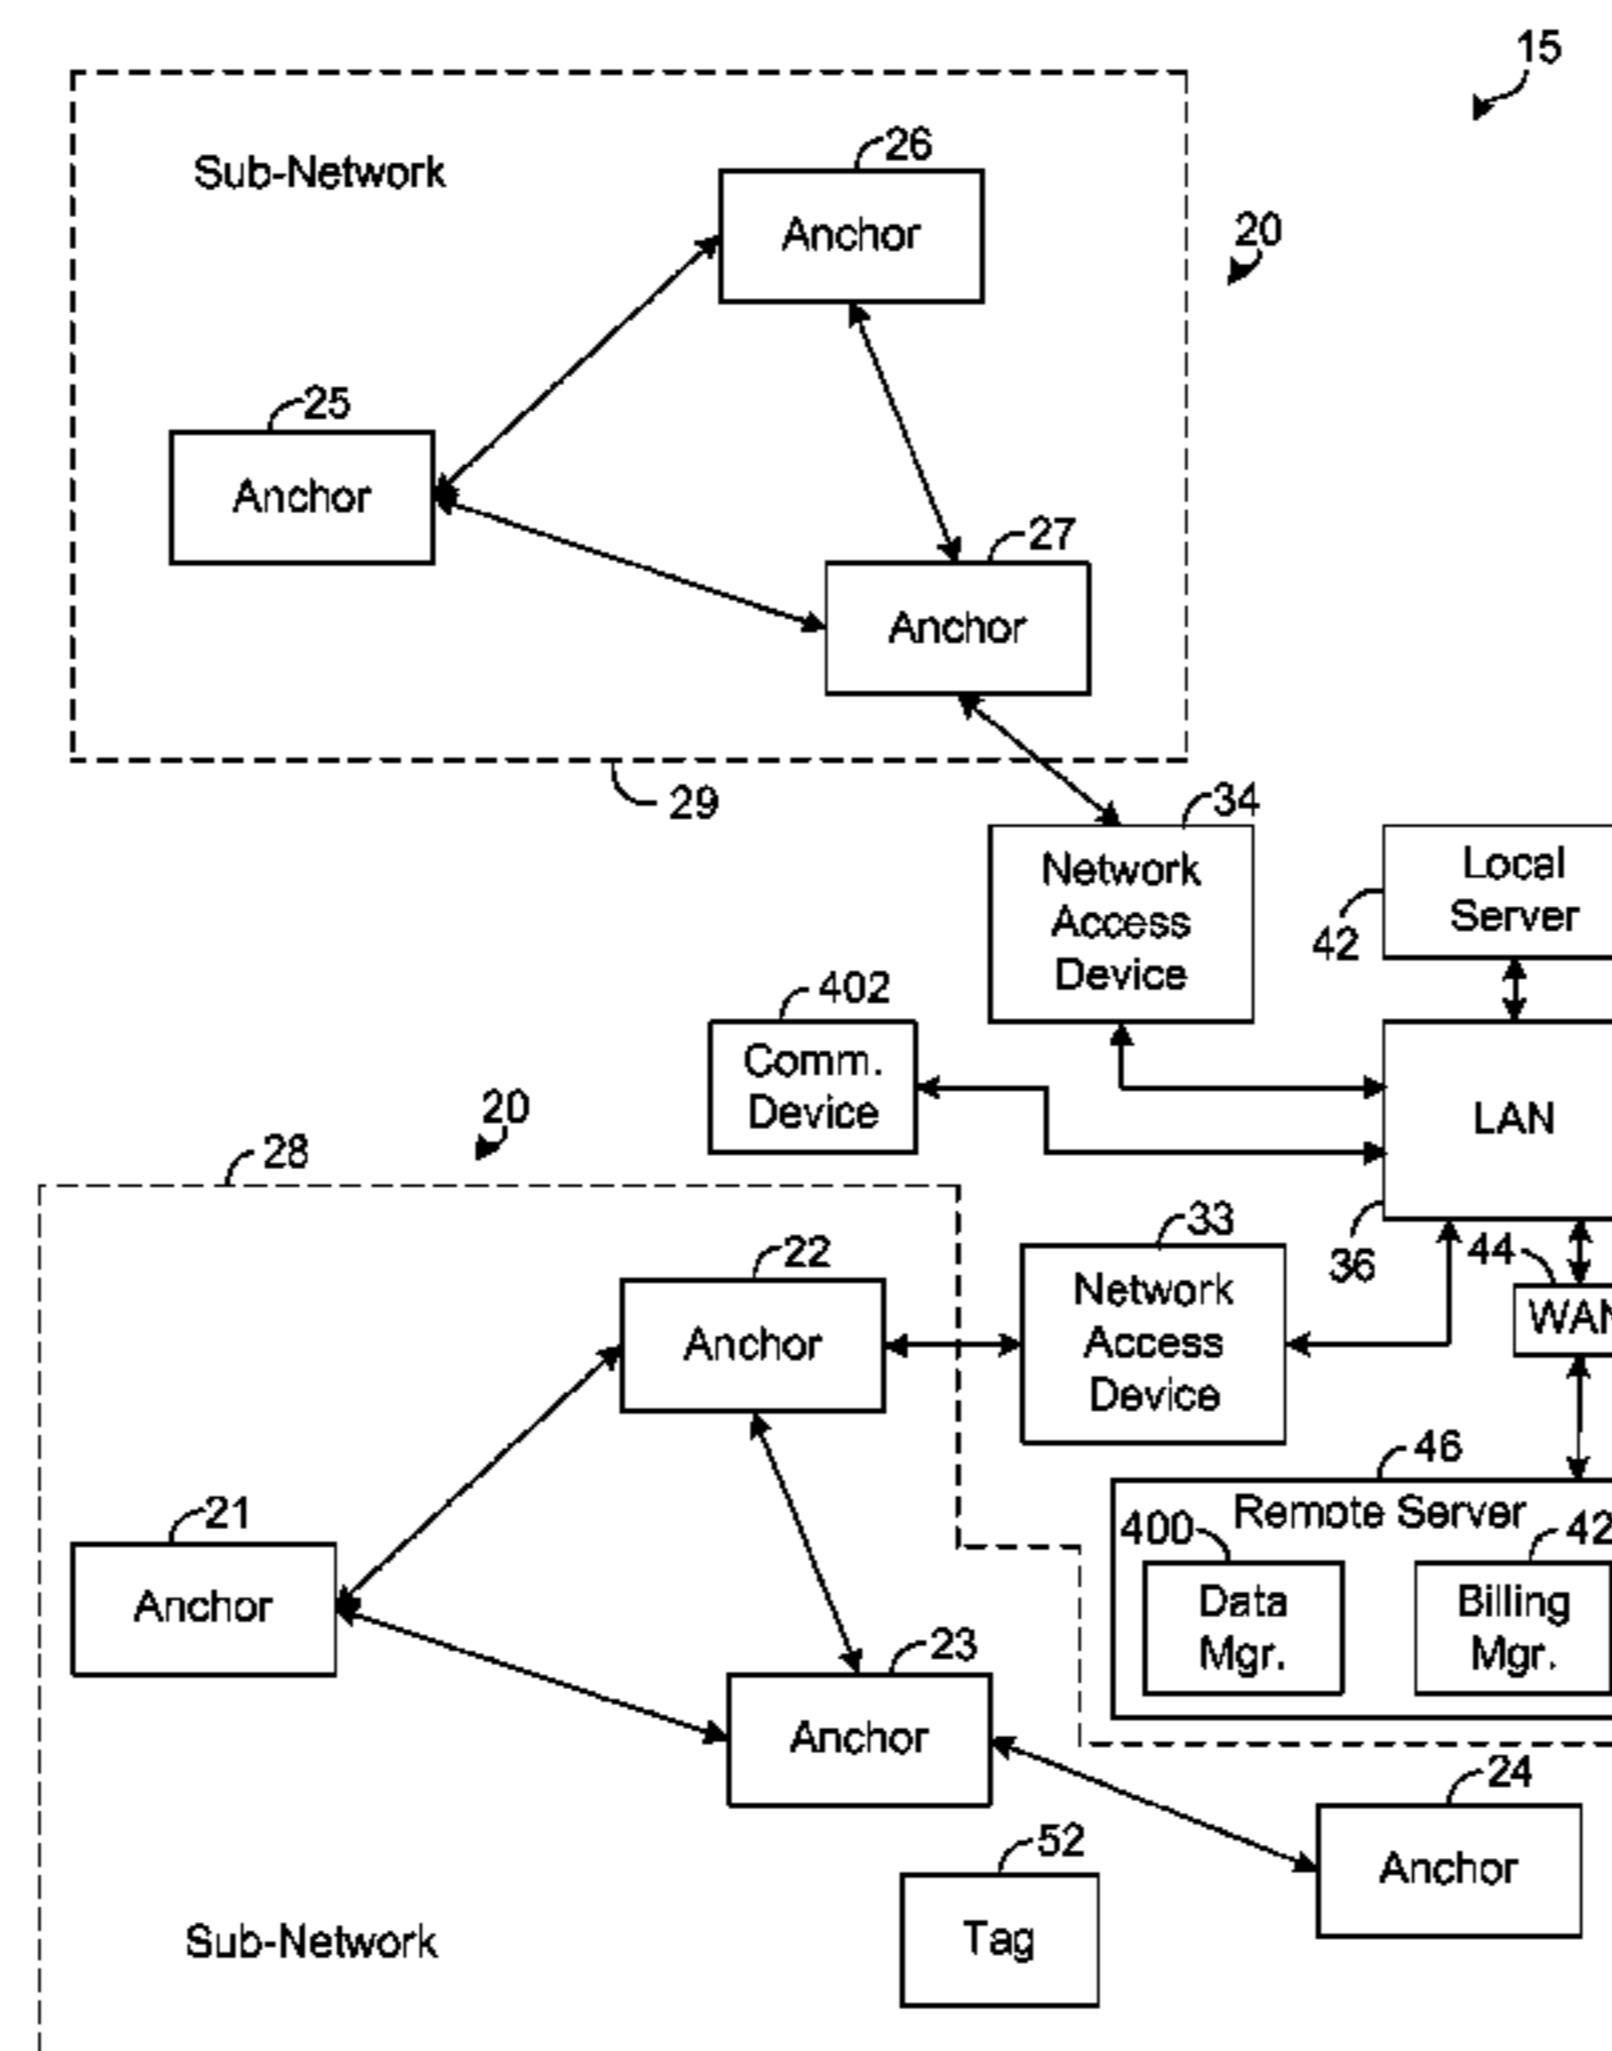 15
26
Sub-Network
Anchor
20
25
Anchor
27
Anchor
29
34
Network
Access
Device
Local
Server
42
402
Comm.
Device
LAN
20
28
36
33
Network
Access
Device
44
22
Anchor
46
Remote Server
400
Data
Mgr.
Billing
Mgr.
21
Anchor
23
Anchor
24
Anchor
52
Tag
Sub-Network